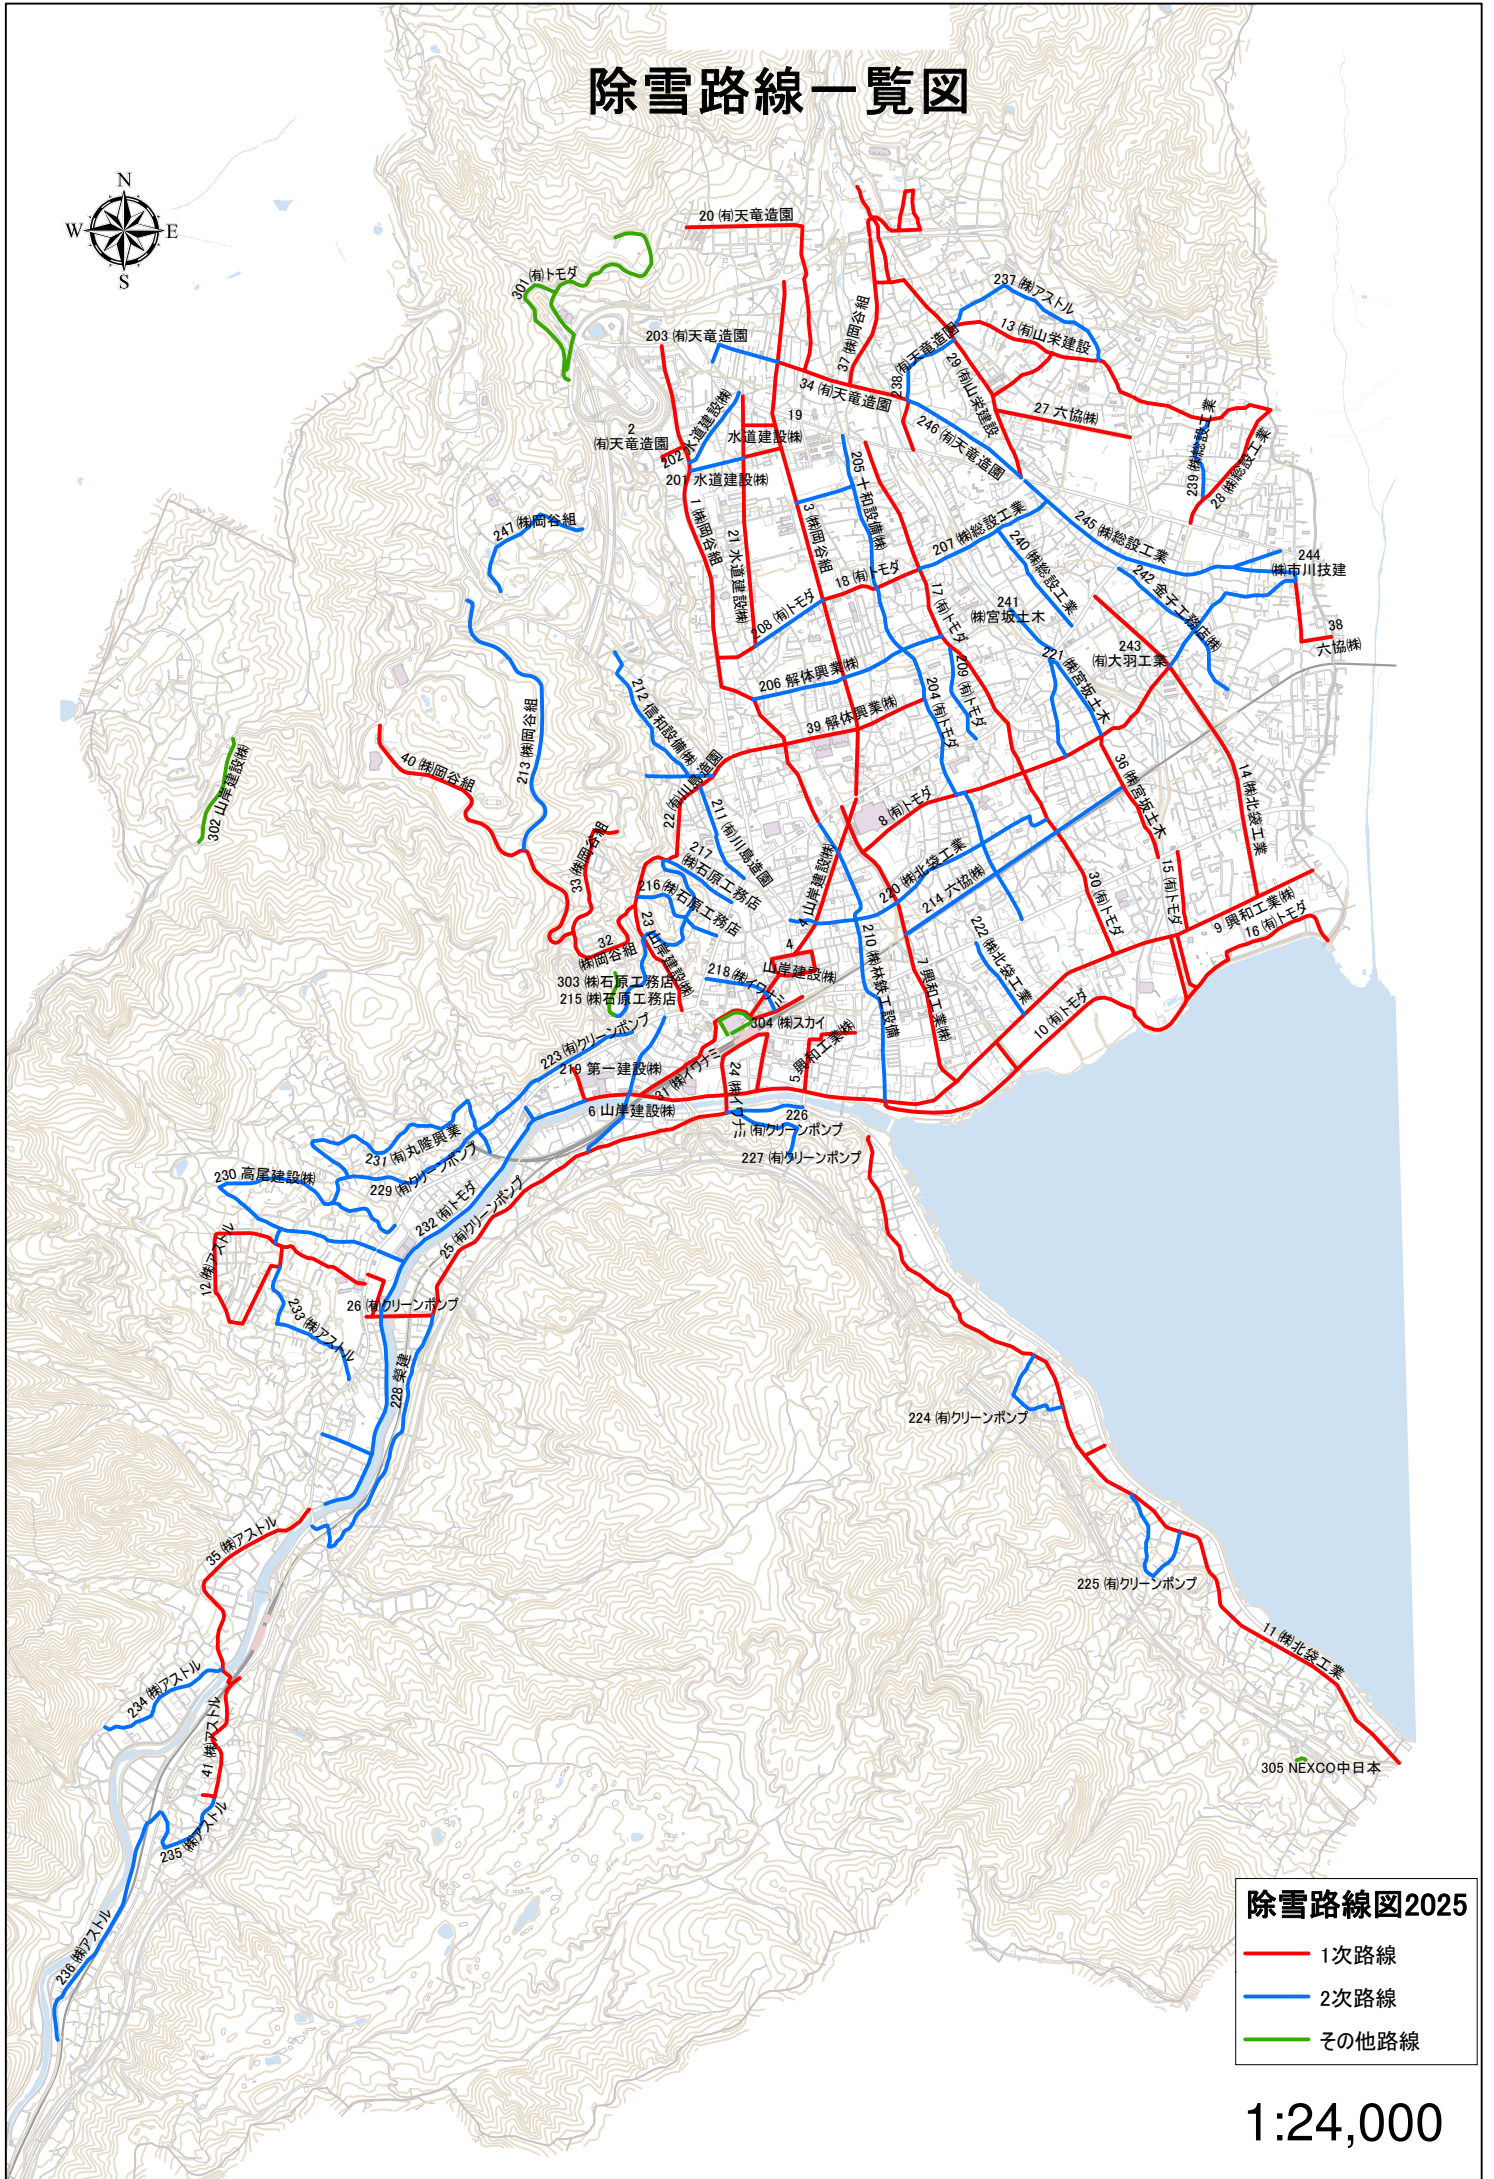 除雪路線一覧図
N
W
E
S
20 ㈲天竜造園
301 ㈲トモダ
237 ㈱アストル
203 ㈲天竜造園
37 ㈱岡谷組
238 ㈲天竜造園
13 ㈲山栄建設
29 ㈲山栄建設
34 ㈲天竜造園
27 六協㈱
2
㈲天竜造園
202 水道建設㈱
19
水道建設㈱
246 ㈲天竜造園
239 ㈱総設工業
28 ㈱総設工業
201 水道建設㈱
205 十和設備㈱
247 ㈱岡谷組
1 ㈱岡谷組
21 水道建設㈱
3 ㈱岡谷組
207 ㈱総設工業
245 ㈱総設工業
240 ㈱総設工業
244
㈱市川技建
18 ㈲トモダ
242 金子工務店㈱
208 ㈲トモダ
17 ㈲トモダ
241
㈱宮坂土木
38
六協㈱
243
㈲大羽工業
221 ㈱宮坂土木
206 解体興業㈱
209 ㈲トモダ
204 ㈲トモダ
212 信和設備㈱
213 ㈱岡谷組
39 解体興業㈱
40 ㈱岡谷組
302 山岸建設㈱
22 ㈲川島造園
36 ㈱宮坂土木
14 ㈱北袋工業
211 ㈲川島造園
8 ㈲トモダ
33 ㈱岡谷組
217
㈱石原工務店
216 ㈱石原工務店
4 山岸建設㈱
220 ㈱北袋工業
214 六協㈱
30 ㈲トモダ
15 ㈲トモダ
9 興和工業㈱
16 ㈲トモダ
23 山岸建設㈱
32
㈱岡谷組
4
山岸建設㈱
210 ㈱林鉄工設備
7 興和工業㈱
222 ㈱北袋工業
303 ㈱石原工務店
215 ㈱石原工務店
218 ㈱イワナミ
10 ㈲トモダ
304 ㈱スカイ
223 ㈲クリーンポンプ
5 興和工業㈱
219 第一建設㈱
31 ㈱イワナミ
24 ㈱イワナミ
6 山岸建設㈱
226
㈲クリーンポンプ
227 ㈲クリーンポンプ
231 ㈲丸隆興業
230 高尾建設㈱
229 ㈲クリーンポンプ
232 ㈲トモダ
25 ㈲クリーンポンプ
12 ㈱アストル
26 ㈲クリーンポンプ
233 ㈱アストル
228 榮建
224 ㈲クリーンポンプ
35 ㈱アストル
225 ㈲クリーンポンプ
11 ㈱北袋工業
234 ㈱アストル
41 ㈱アストル
305 NEXCO中日本
235 ㈱アストル
236 ㈱アストル
除雪路線図2025
1次路線
2次路線
その他路線
1:24,000